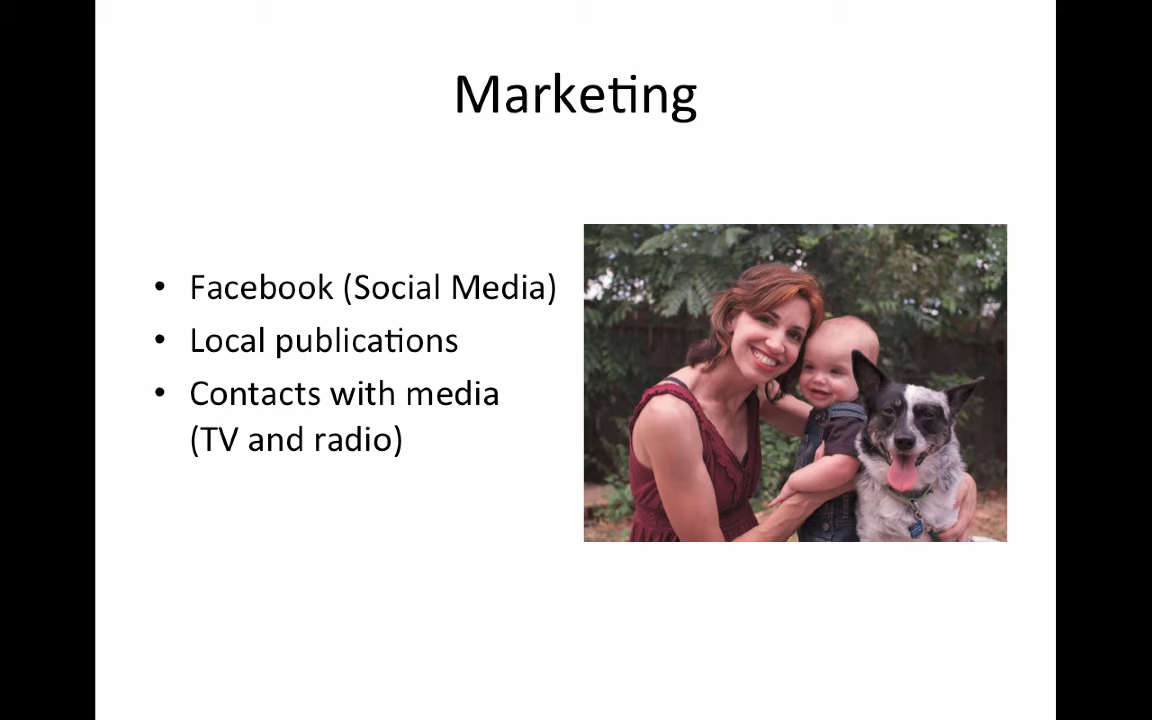 Marketing
• Facebook (Social Media)
• Local publications
• Contacts with media
(TV and radio)